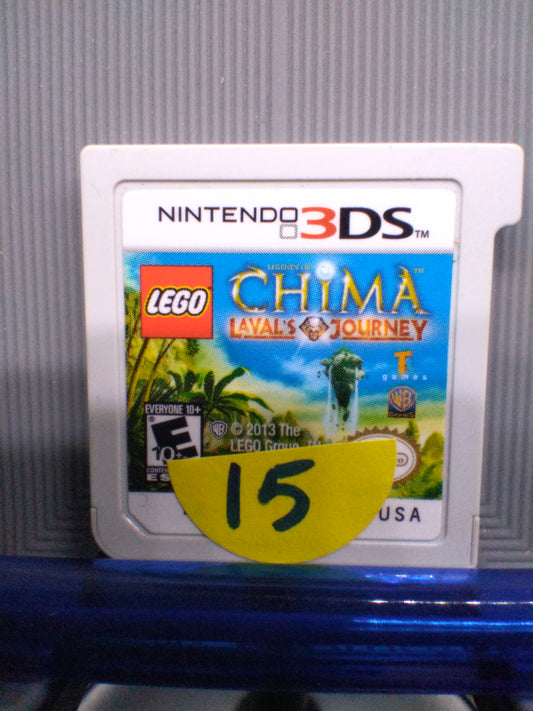 NINTENDO 3DS™
LEGENDS OF
CHIMA™
LEGO
LAVAL'S JOURNEY
T
games
WB
GAMES
EVERYONE 10+
E
10+
© 2013 The
LEGO Group.
15
USA